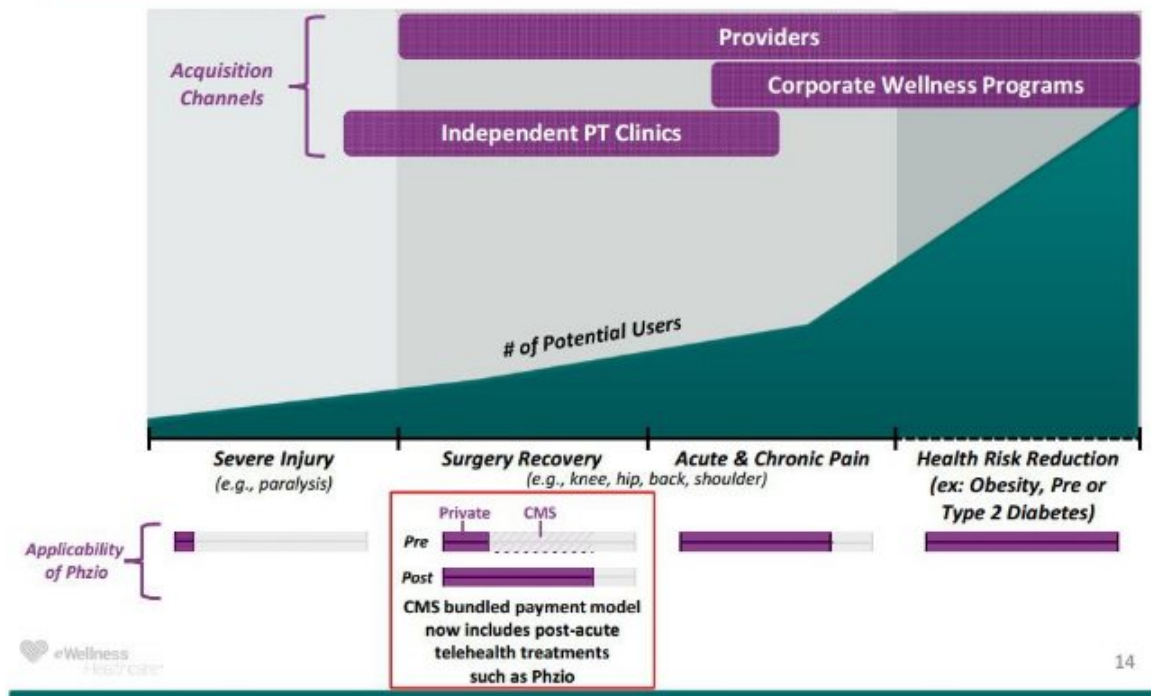 Providers
Acquisition
Channels
Corporate Wellness Programs
Independent PT Clinics
# of Potential Users
Severe Injury
(e.g., paralysis)
Surgery Recovery
Acute & Chronic Pain
(e.g., knee, hip, back, shoulder)
Health Risk Reduction
(ex: Obesity, Pre or
Type 2 Diabetes)
Applicability
of Phzio
Private
CMS
Pre
Post
CMS bundled payment model
now includes post-acute
telehealth treatments
such as Phzio
eWellness
Healthcare
14